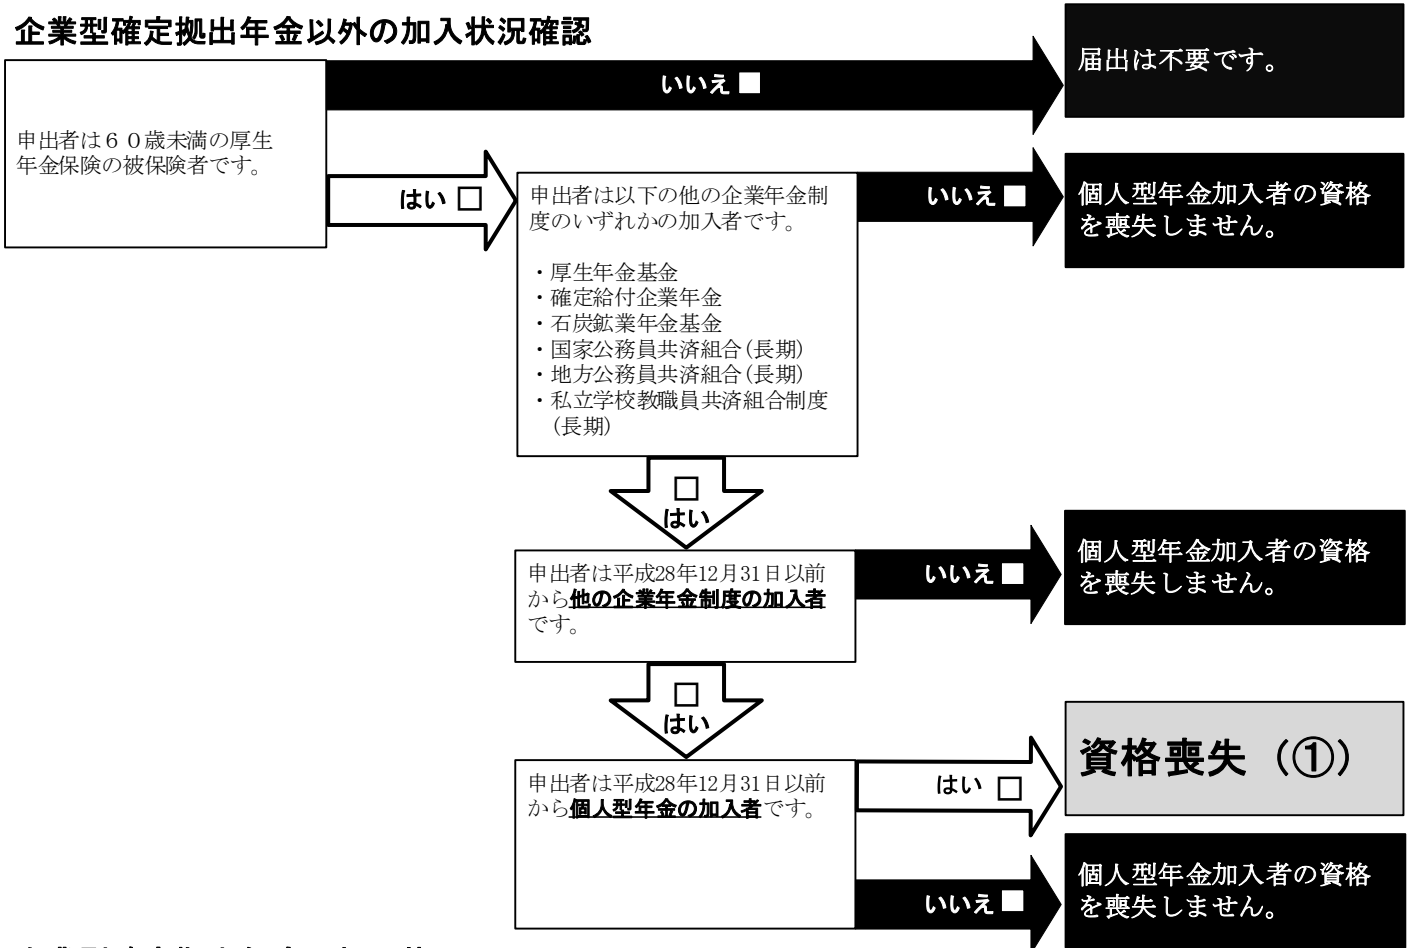 企業型確定拠出年金以外の加入状況確認
申出者は６０歳未満の厚生
年金保険の被保険者です。
いいえ □
届出は不要です。
はい □
申出者は以下の他の企業年金制
度のいずれかの加入者です。
・厚生年金基金
・確定給付企業年金
・石炭鉱業年金基金
・国家公務員共済組合(長期)
・地方公務員共済組合(長期)
・私立学校教職員共済組合制度
(長期)
いいえ □
個人型年金加入者の資格
を喪失しません。
□
はい
申出者は平成28年12月31日以前
から他の企業年金制度の加入者
です。
いいえ □
個人型年金加入者の資格
を喪失しません。
□
はい
申出者は平成28年12月31日以前
から個人型年金の加入者です。
はい □
資格喪失（①）
いいえ □
個人型年金加入者の資格
を喪失しません。